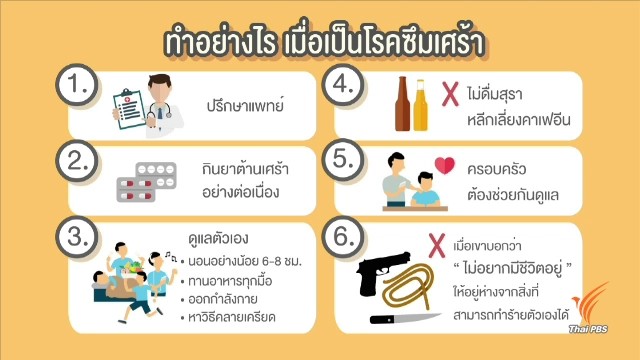 ทำอย่างไร เมื่อเป็นโรคซึมเศร้า
1.
ปรึกษาแพทย์
2.
กินยาต้านเศร้า
อย่างต่อเนื่อง
3.
ดูแลตัวเอง
• นอนอย่างน้อย 6-8 ชม.
• ทานอาหารทุกมื้อ
• ออกกำลังกาย
• หาวิธีคลายเครียด
4.
ไม่ดื่มสุรา
หลีกเลี่ยงคาเฟอีน
5.
ครอบครัว
ต้องช่วยกันดูแล
6.
เมื่อเขาบอกว่า
“ ไม่อยากมีชีวิตอยู่ ”
ให้อยู่ห่างจากสิ่งที่
สามารถทำร้ายตัวเองได้
Thai PBS